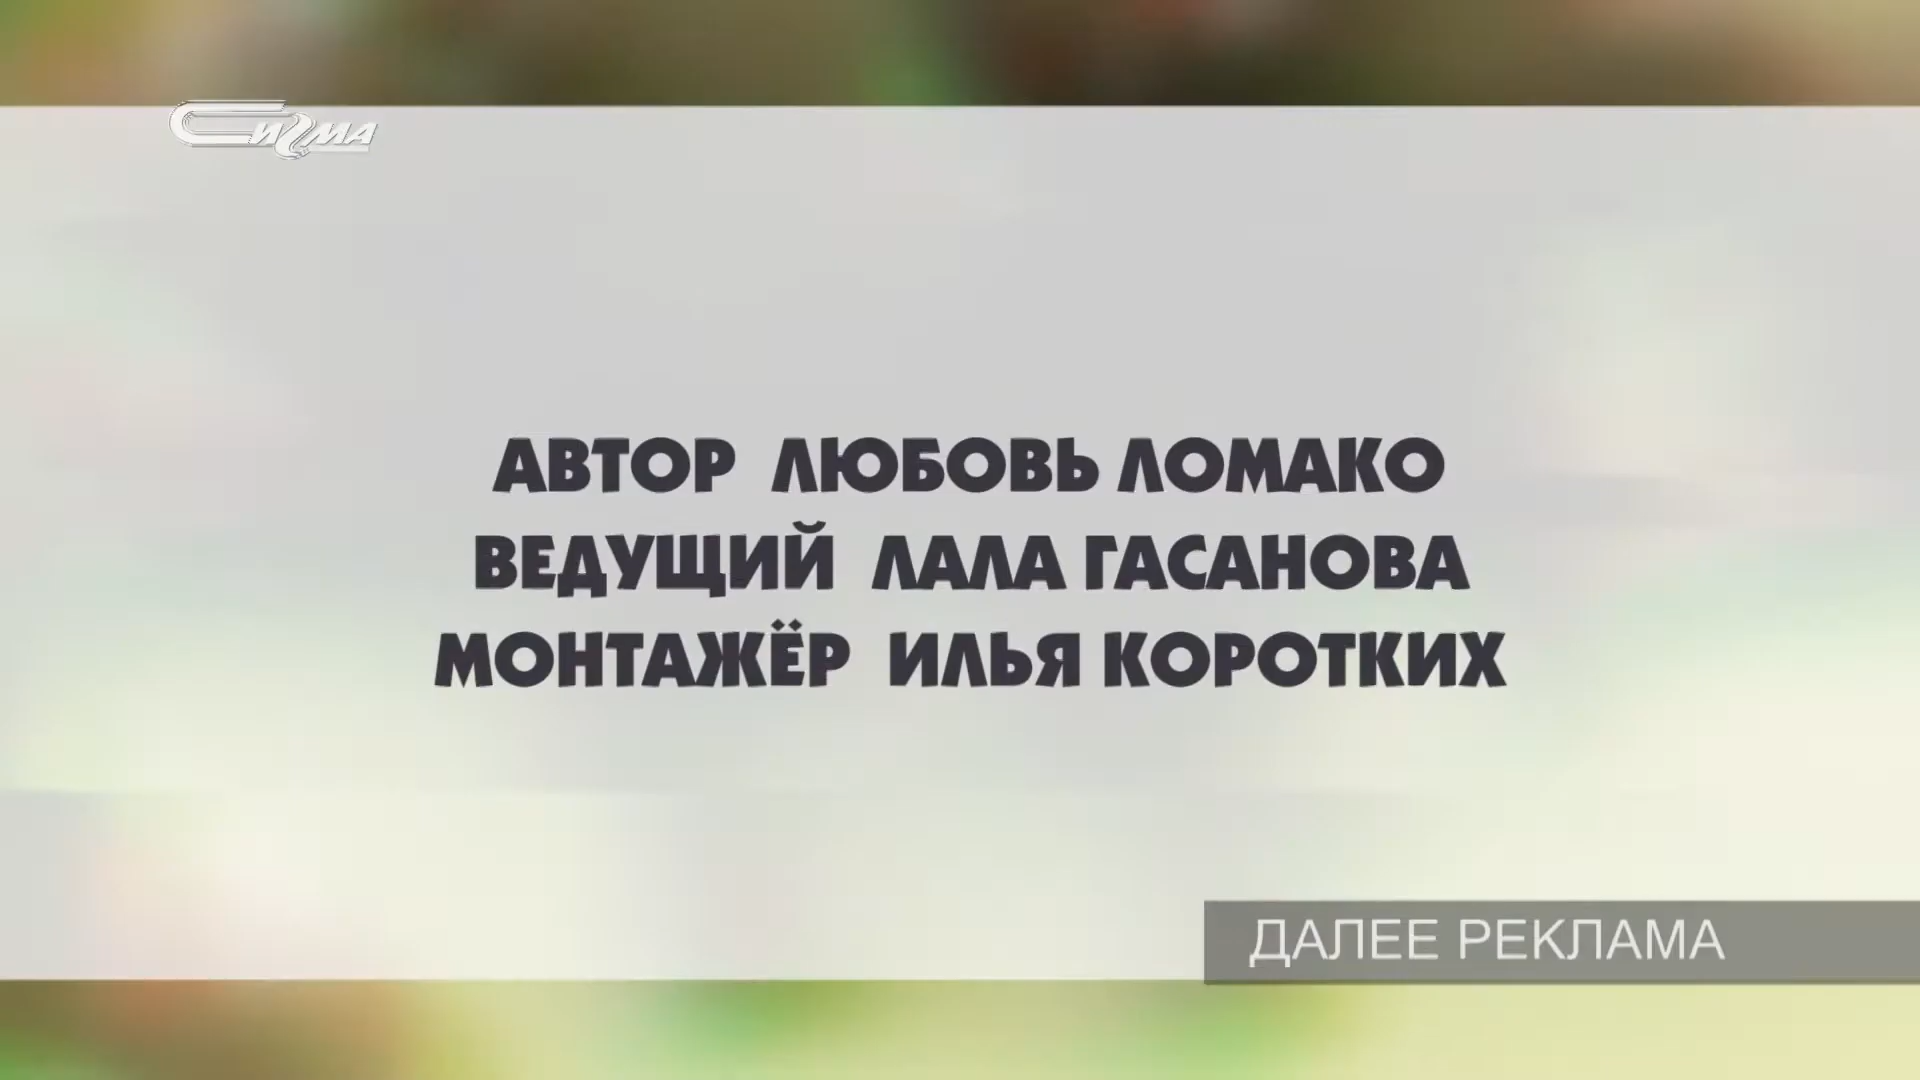 Сигма
АВТОР ЛЮБОВЬ ЛОМАКО
ВЕДУЩИЙ ЛАЛА ГАСАНОВА
МОНТАЖЁР ИЛЬЯ КОРОТКИХ
ДАЛЕЕ РЕКЛАМА